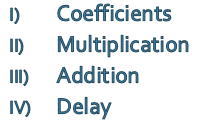 I) Coefficients
II) Multiplication
III) Addition
IV) Delay